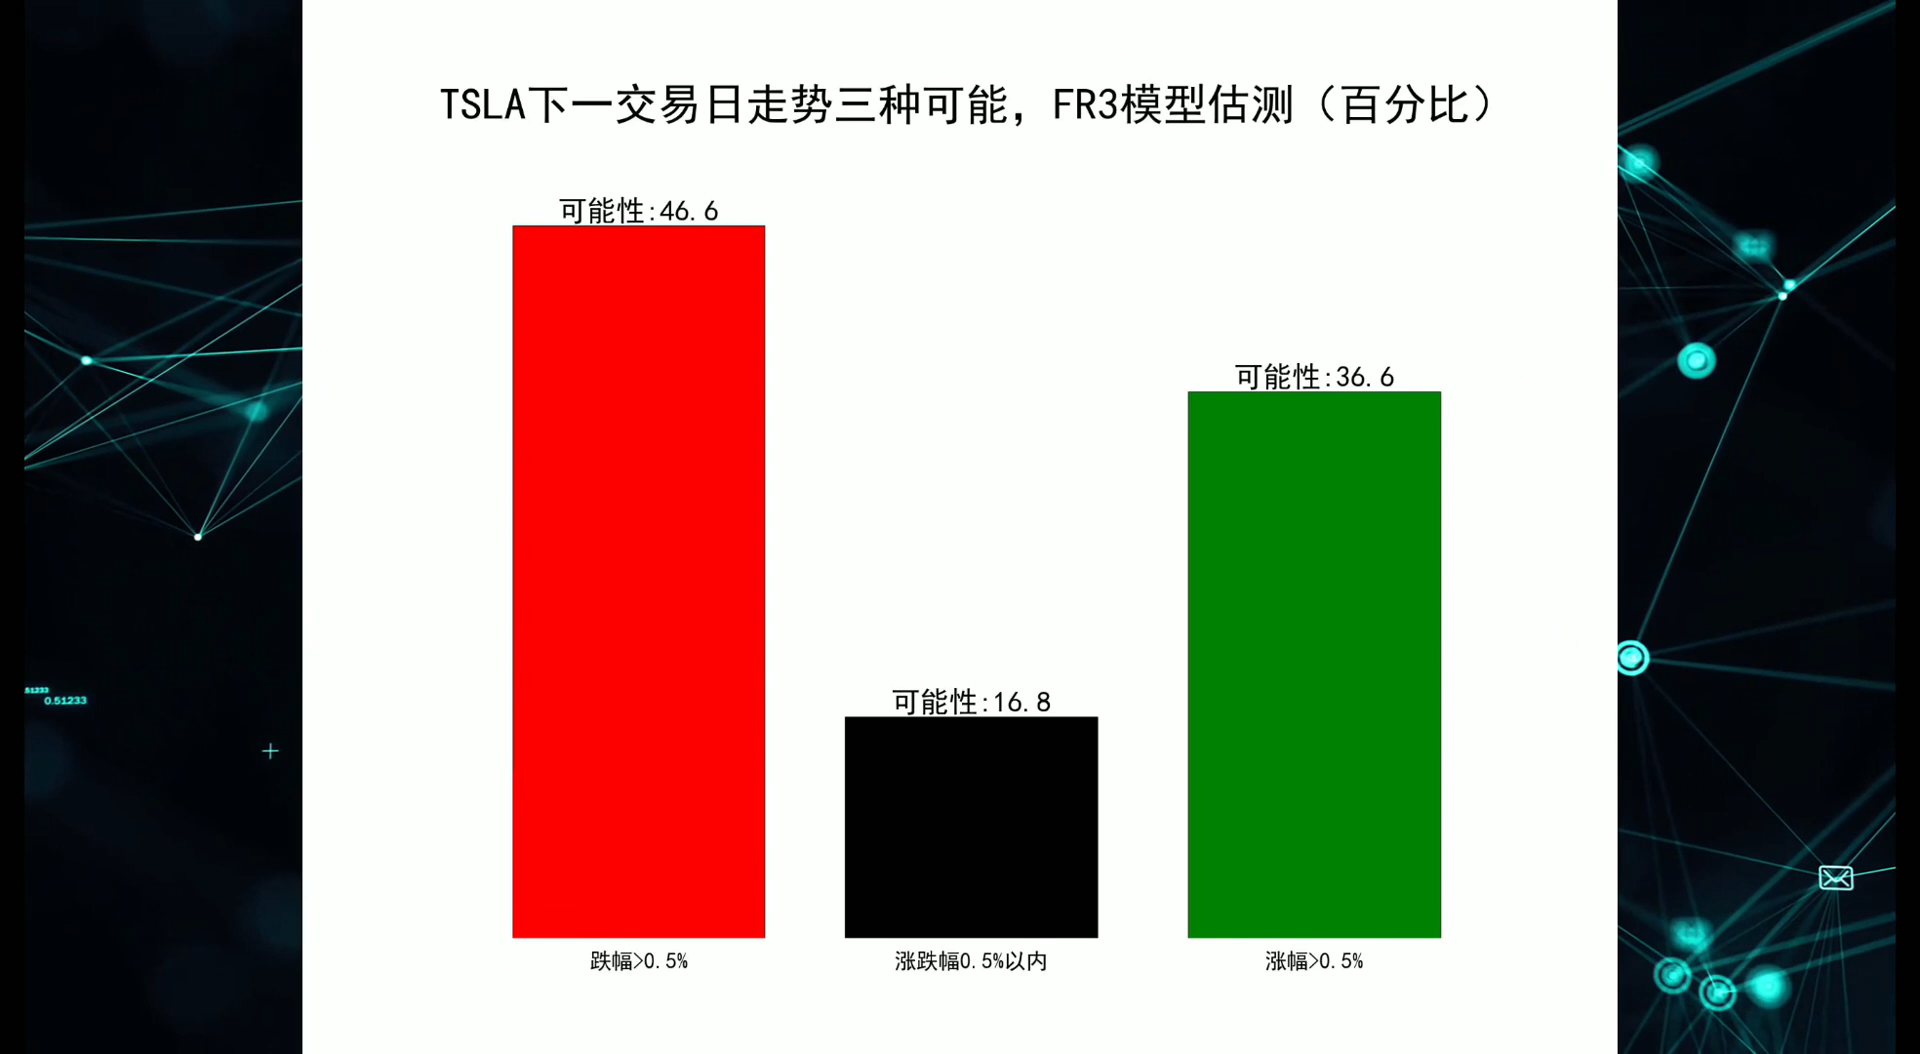 TSLA下一交易日走势三种可能，FR3模型估测（百分比）
可能性:46.6
可能性:36.6
可能性:16.8
51233
0.51233
跌幅>0.5%
涨跌幅0.5%以内
涨幅>0.5%